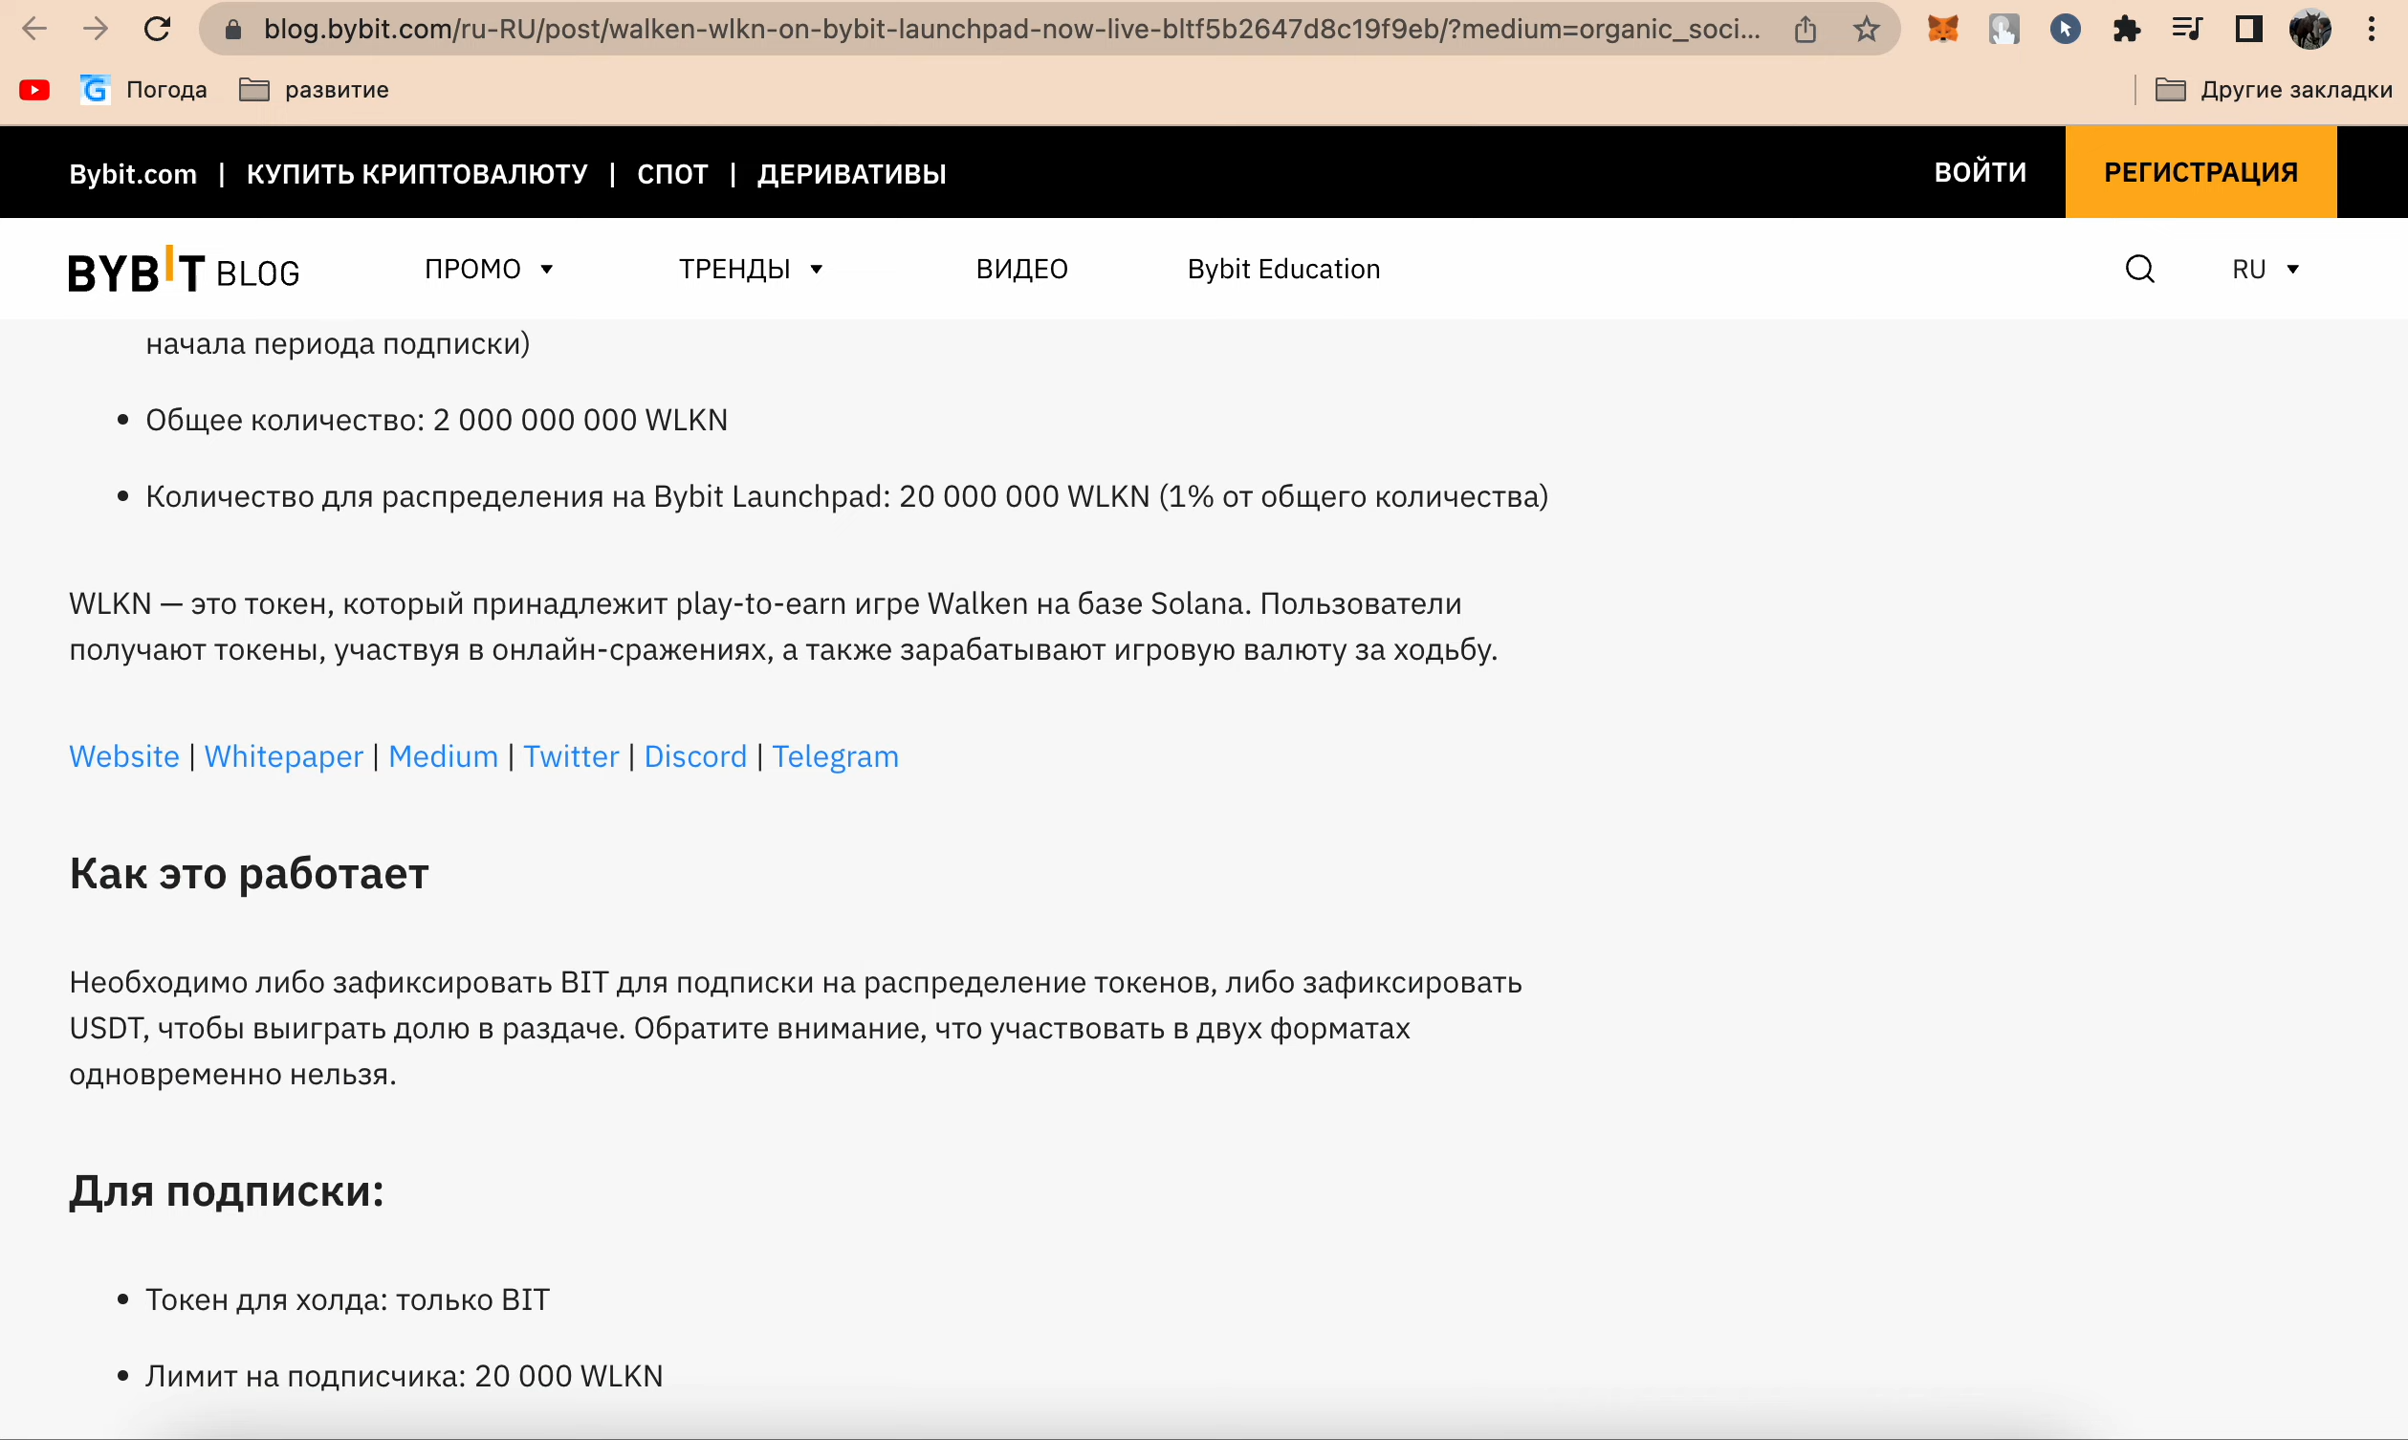 blog.bybit.com/ru-RU/post/walken-wlkn-on-bybit-launchpad-now-live-bltf5b2647d8c19f9eb/?medium=organic_soci...
Погода развитие Другие закладки
Bybit.com | КУПИТЬ КРИПТОВАЛЮТУ | СПОТ | ДЕРИВАТИВЫ ВОЙТИ РЕГИСТРАЦИЯ
BYBIT BLOG ПРОМО ТРЕНДЫ ВИДЕО Bybit Education RU
начала периода подписки)
• Общее количество: 2 000 000 000 WLKN
• Количество для распределения на Bybit Launchpad: 20 000 000 WLKN (1% от общего количества)
WLKN — это токен, который принадлежит play-to-earn игре Walken на базе Solana. Пользователи
получают токены, участвуя в онлайн-сражениях, а также зарабатывают игровую валюту за ходьбу.
Website | Whitepaper | Medium | Twitter | Discord | Telegram
Как это работает
Необходимо либо зафиксировать BIT для подписки на распределение токенов, либо зафиксировать
USDT, чтобы выиграть долю в раздаче. Обратите внимание, что участвовать в двух форматах
одновременно нельзя.
Для подписки:
• Токен для холда: только BIT
• Лимит на подписчика: 20 000 WLKN